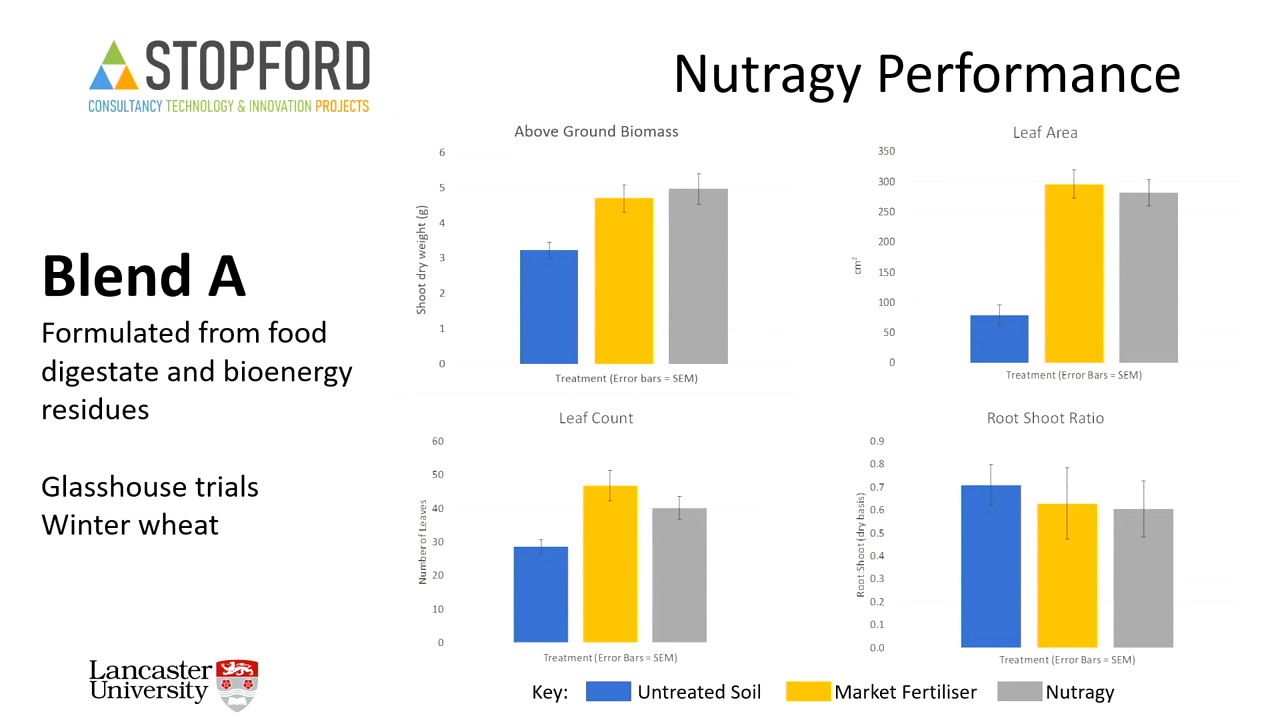 STOPFORD
CONSULTANCY TECHNOLOGY & INNOVATION PROJECTS
Nutragy Performance
Blend A
Formulated from food
digestate and bioenergy
residues
Glasshouse trials
Winter wheat
Above Ground Biomass
6
5
4
3
2
1
0
Shoot dry weight (g)
Treatment (Error bars = SEM)
Leaf Area
350
300
250
200
150
100
50
0
cm²
Treatment (Error Bars = SEM)
Leaf Count
60
50
40
30
20
10
0
Number of Leaves
Treatment (Error Bars = SEM)
Root Shoot Ratio
0.9
0.8
0.7
0.6
0.5
0.4
0.3
0.2
0.1
0.0
Root:Shoot (dry basis)
Treatment (Error Bars = SEM)
Lancaster
University
Key: Untreated Soil Market Fertiliser Nutragy